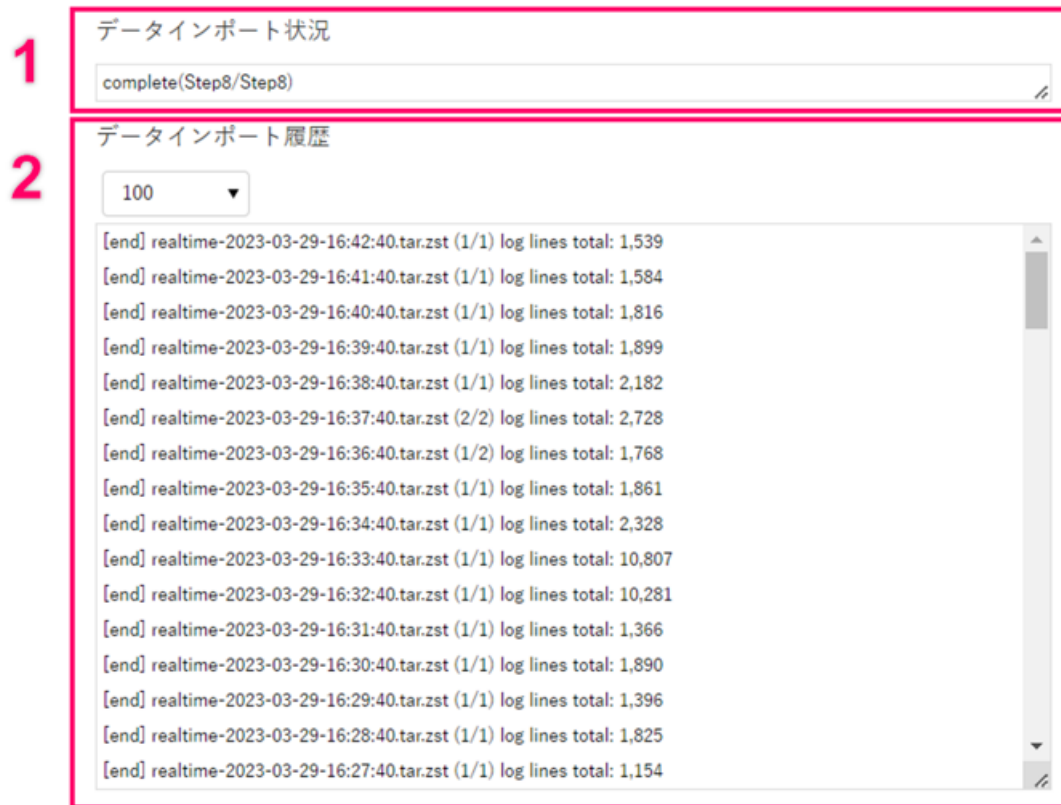 1
データインポート状況
complete(Step8/Step8)
2
データインポート履歴
100
[end] realtime-2023-03-29-16:42:40.tar.zst (1/1) log lines total: 1,539
[end] realtime-2023-03-29-16:41:40.tar.zst (1/1) log lines total: 1,584
[end] realtime-2023-03-29-16:40:40.tar.zst (1/1) log lines total: 1,816
[end] realtime-2023-03-29-16:39:40.tar.zst (1/1) log lines total: 1,899
[end] realtime-2023-03-29-16:38:40.tar.zst (1/1) log lines total: 2,182
[end] realtime-2023-03-29-16:37:40.tar.zst (2/2) log lines total: 2,728
[end] realtime-2023-03-29-16:36:40.tar.zst (1/2) log lines total: 1,768
[end] realtime-2023-03-29-16:35:40.tar.zst (1/1) log lines total: 1,861
[end] realtime-2023-03-29-16:34:40.tar.zst (1/1) log lines total: 2,328
[end] realtime-2023-03-29-16:33:40.tar.zst (1/1) log lines total: 10,807
[end] realtime-2023-03-29-16:32:40.tar.zst (1/1) log lines total: 10,281
[end] realtime-2023-03-29-16:31:40.tar.zst (1/1) log lines total: 1,366
[end] realtime-2023-03-29-16:30:40.tar.zst (1/1) log lines total: 1,890
[end] realtime-2023-03-29-16:29:40.tar.zst (1/1) log lines total: 1,396
[end] realtime-2023-03-29-16:28:40.tar.zst (1/1) log lines total: 1,825
[end] realtime-2023-03-29-16:27:40.tar.zst (1/1) log lines total: 1,154